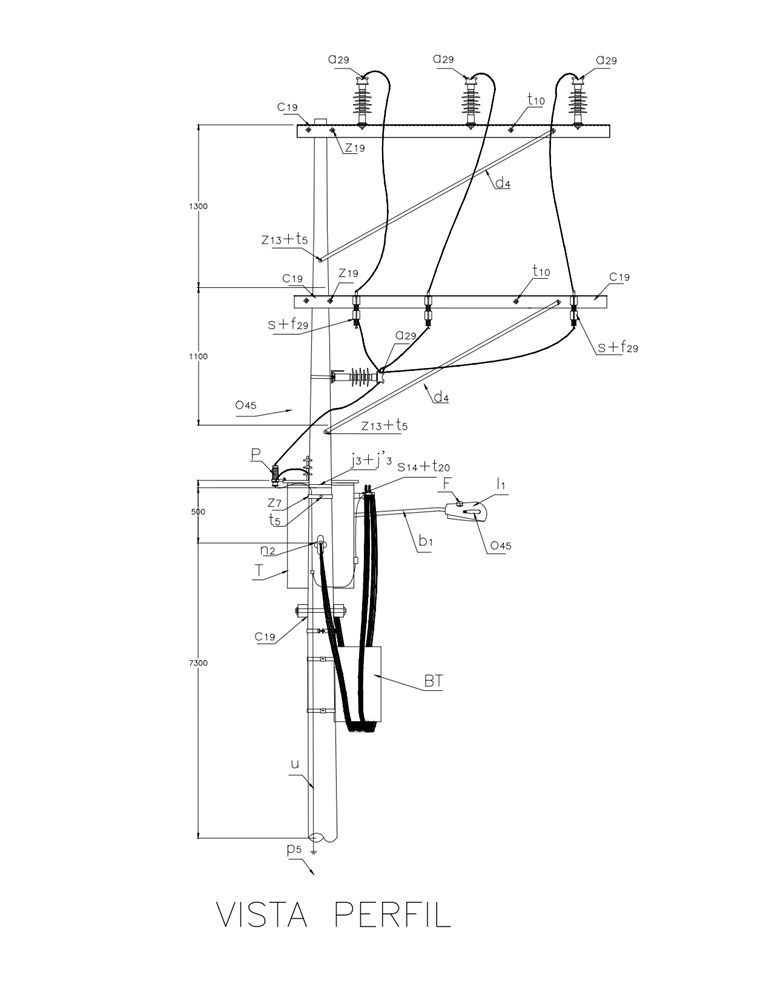 a29
a29
a29
C19
t10
Z19
d4
1300
Z13+t5
C19
Z19
t10
C19
S+f29
a29
S+f29
1100
O45
d4
Z13+t5
P
j3+j'3
S14+t20
F
l1
Z7
500
t5
n2
b1
O45
T
C19
7300
BT
u
p5
VISTA PERFIL